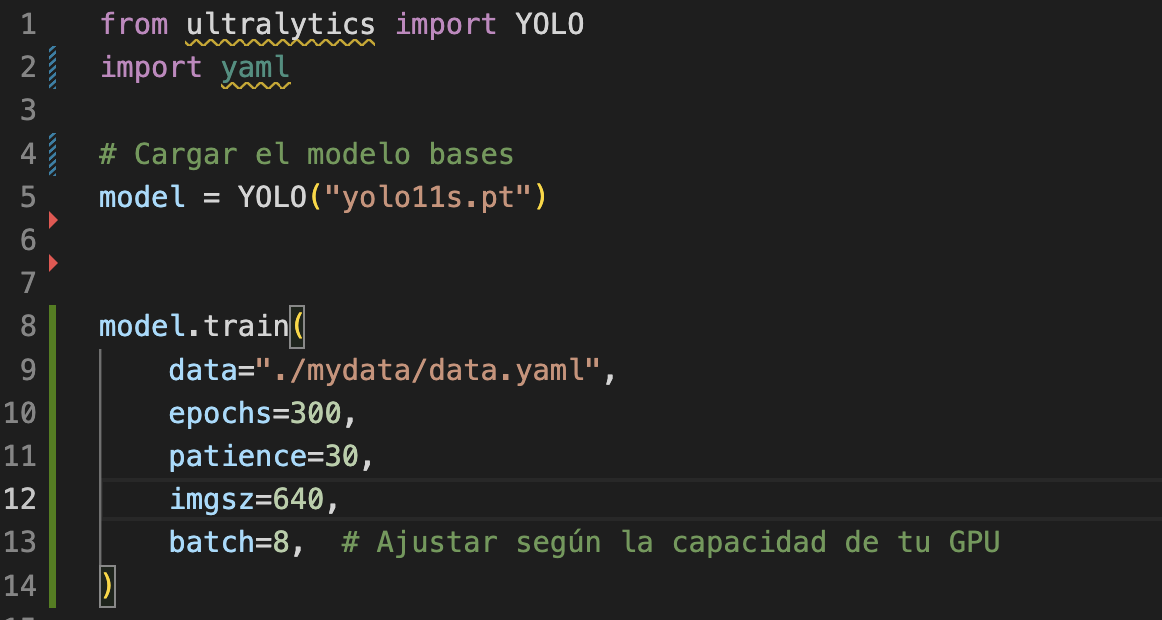 1 from ultralytics import YOLO
2 import yaml
3
4 # Cargar el modelo bases
5 model = YOLO("yolo11s.pt")
6
7
8 model.train(
9 data="./mydata/data.yaml",
10 epochs=300,
11 patience=30,
12 imgsz=640,
13 batch=8,  # Ajustar según la capacidad de tu GPU
14 )